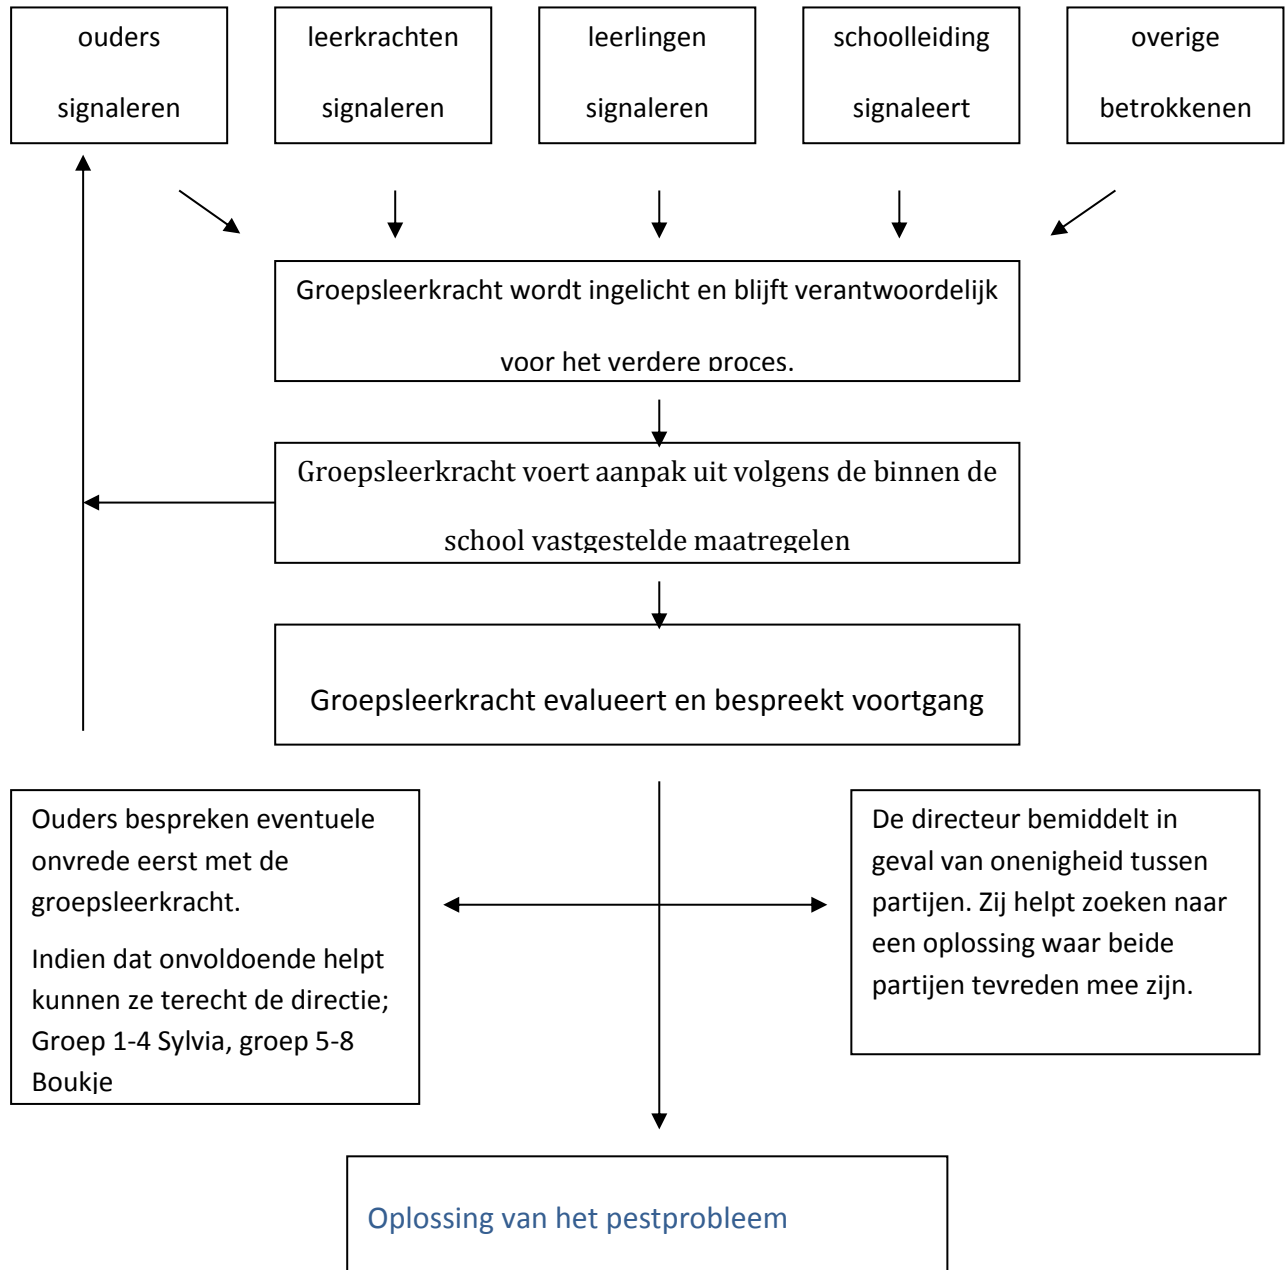 ouders
signaleren
leerkrachten
signaleren
leerlingen
signaleren
schoolleiding
signaleert
overige
betrokkenen
Groepsleerkracht wordt ingelicht en blijft verantwoordelijk
voor het verdere proces.
Groepsleerkracht voert aanpak uit volgens de binnen de
school vastgestelde maatregelen
Groepsleerkracht evalueert en bespreekt voortgang
Ouders bespreken eventuele
onvrede eerst met de
groepsleerkracht.
Indien dat onvoldoende helpt
kunnen ze terecht de directie;
Groep 1-4 Sylvia, groep 5-8
Boukje
De directeur bemiddelt in
geval van onenigheid tussen
partijen. Zij helpt zoeken naar
een oplossing waar beide
partijen tevreden mee zijn.
Oplossing van het pestprobleem